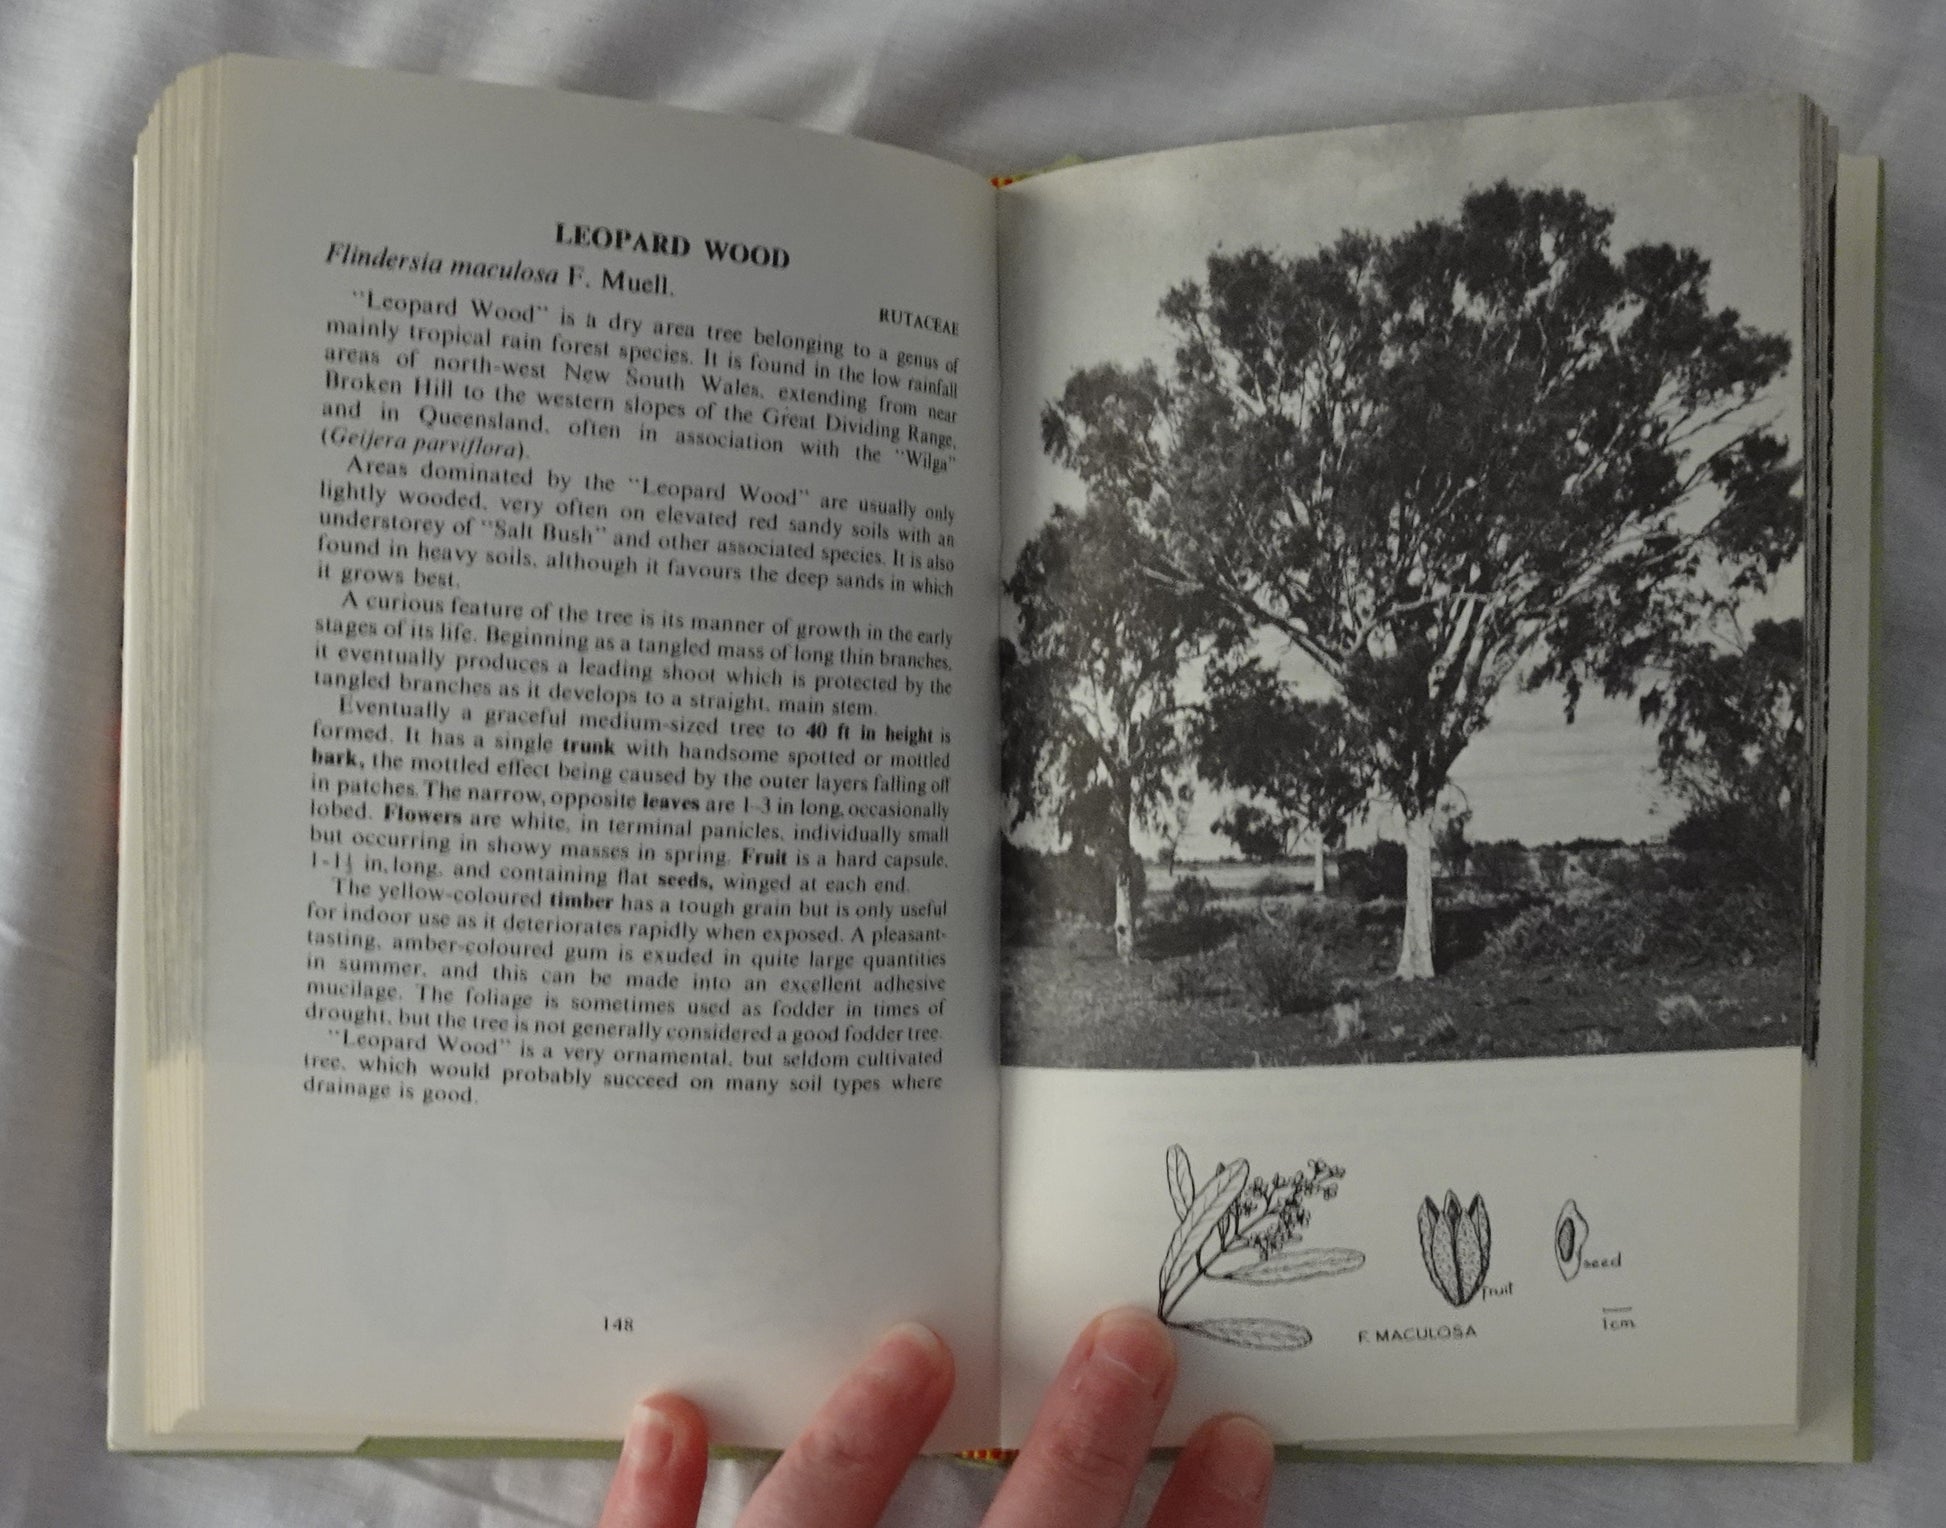 LEOPARD WOOD
Flindersia maculosa F. Muell.
RUTACEAE
"Leopard Wood" is a dry area tree belonging to a genus of
mainly tropical rain forest species. It is found in the low rainfall
areas of north-west New South Wales, extending from near
Broken Hill to the western slopes of the Great Dividing Range,
and in Queensland, often in association with the "Wilga"
(Geijera parviflora).
Areas dominated by the "Leopard Wood" are usually only
lightly wooded, very often on elevated red sandy soils with an
understorey of "Salt Bush" and other associated species. It is also
found in heavy soils, although it favours the deep sands in which
it grows best.
A curious feature of the tree is its manner of growth in the early
stages of its life. Beginning as a tangled mass of long thin branches,
it eventually produces a leading shoot which is protected by the
tangled branches as it develops to a straight, main stem.
Eventually a graceful medium-sized tree to 40 ft in height is
formed. It has a single trunk with handsome spotted or mottled
bark, the mottled effect being caused by the outer layers falling off
in patches. The narrow, opposite leaves are 1-3 in long, occasionally
lobed. Flowers are white, in terminal panicles, individually small
but occurring in showy masses in spring. Fruit is a hard capsule,
1-1½ in. long, and containing flat seeds, winged at each end.
The yellow-coloured timber has a tough grain but is only useful
for indoor use as it deteriorates rapidly when exposed. A pleasant-
tasting, amber-coloured gum is exuded in quite large quantities
in summer, and this can be made into an excellent adhesive
mucilage. The foliage is sometimes used as fodder in times of
drought, but the tree is not generally considered a good fodder tree.
"Leopard Wood" is a very ornamental, but seldom cultivated
tree, which would probably succeed on many soil types where
drainage is good.
148
seed
fruit
1cm
F. MACULOSA